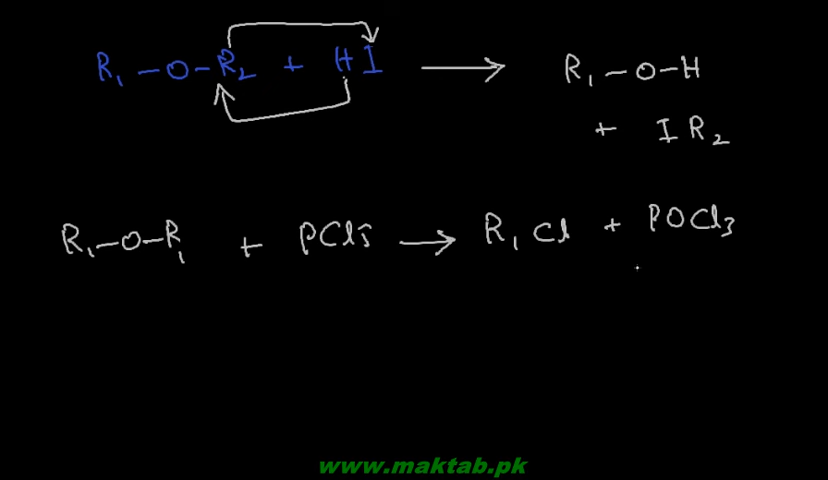 R₁-O-R₂ + HI → R₁-O-H
+ IR₂
R₁-O-R₁ + PCl5 → R₁Cl + POCl₃
www.maktab.pk